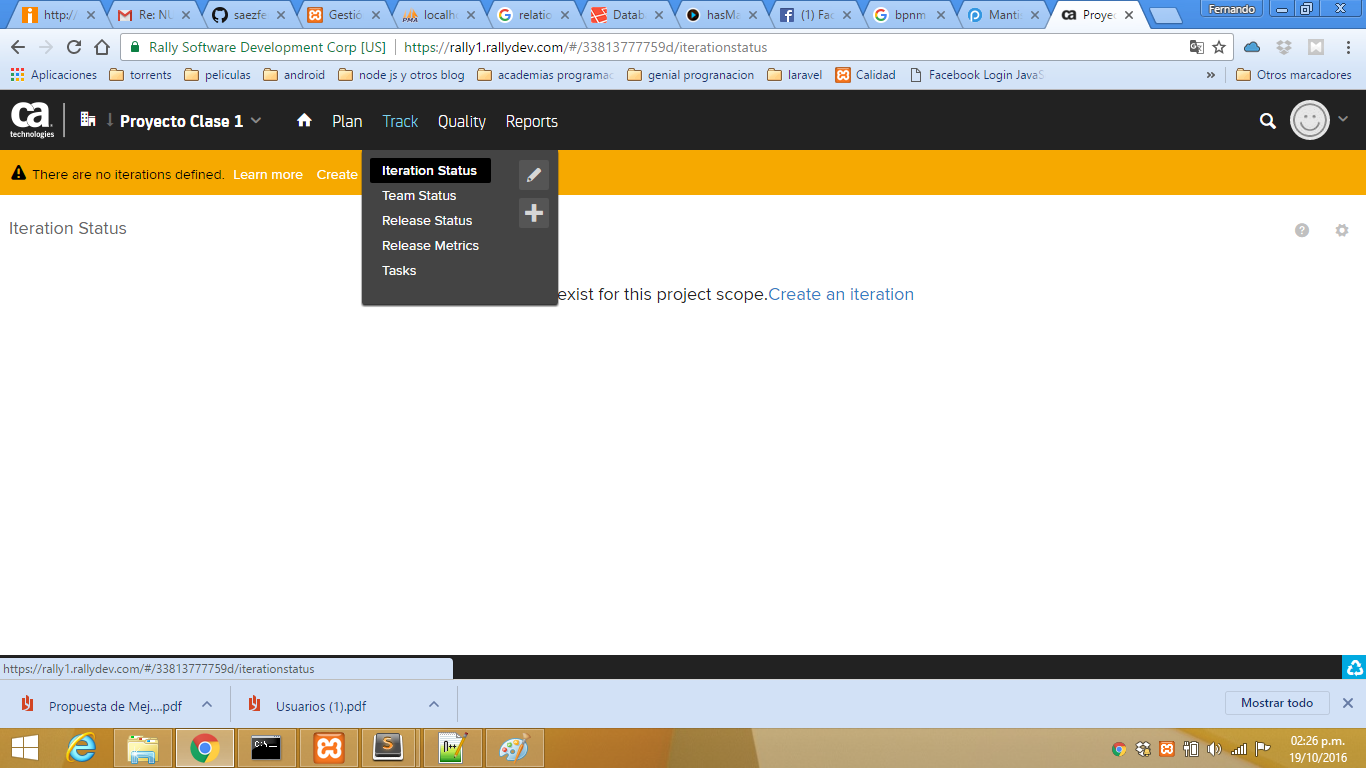 http:/
Re: NU
saezfe
Gestió
localh
relatio
Datab
hasMa
(1) Fac
bpnm
Manti
Proye
Fernando
Rally Software Development Corp [US]
https://rally1.rallydev.com/#/33813777759d/iterationstatus
Aplicaciones
torrents
peliculas
android
node js y otros blog
academias programac
genial progranacion
laravel
Calidad
Facebook Login JavaS
»
Otros marcadores
ca
technologies
Proyecto Clase 1
Plan
Track
Quality
Reports
There are no iterations defined. Learn more Create
Iteration Status
Team Status
Release Status
Release Metrics
Tasks
Iteration Status
exist for this project scope.Create an iteration
https://rally1.rallydev.com/#/33813777759d/iterationstatus
Propuesta de Mej....pdf
Usuarios (1).pdf
Mostrar todo
02:26 p.m.
19/10/2016